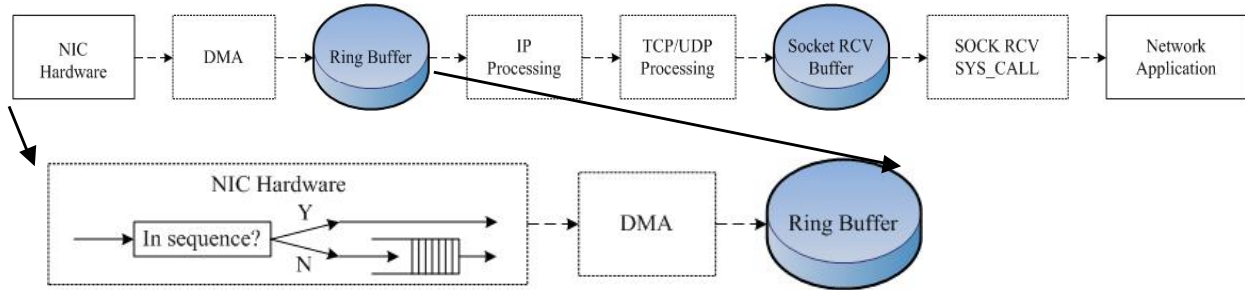 NIC
Hardware
DMA
Ring Buffer
IP
Processing
TCP/UDP
Processing
Socket RCV
Buffer
SOCK RCV
SYS_CALL
Network
Application
NIC Hardware
In sequence?
Y
N
DMA
Ring Buffer